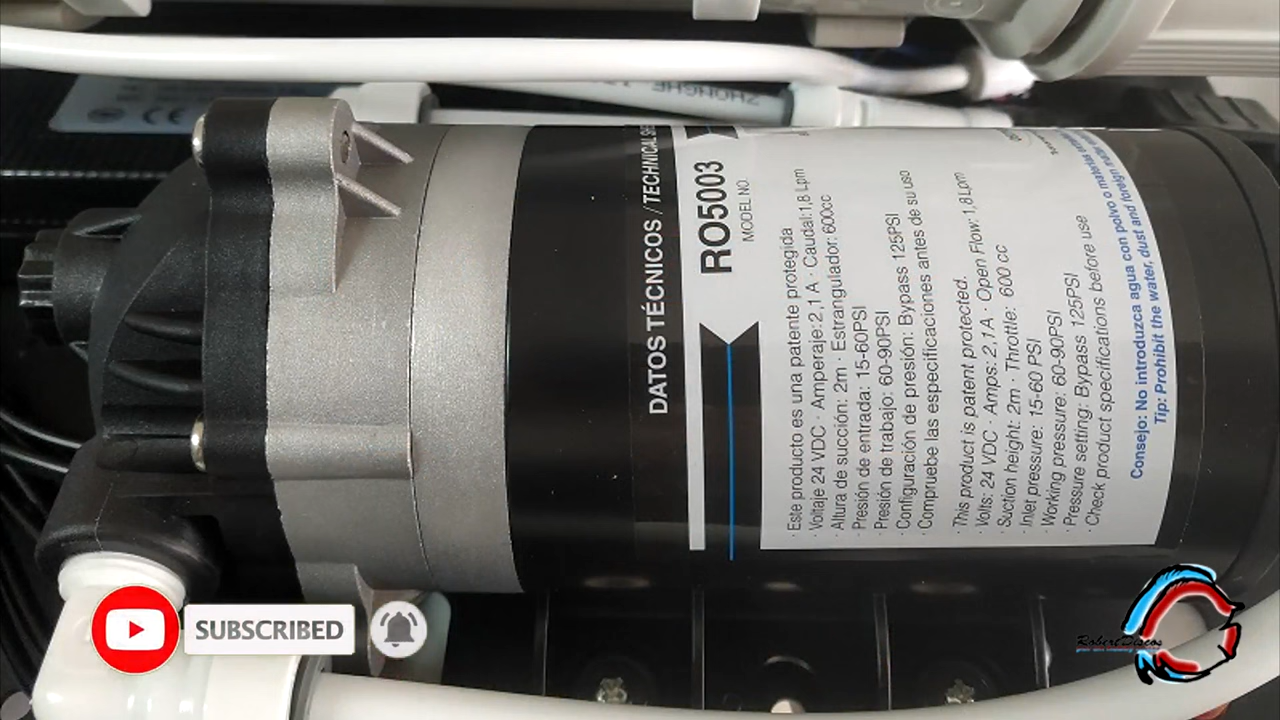 ZHONGHE
DATOS TÉCNICOS / TECHNICAL
RO5003
MODEL NO.
· Este producto es una patente protegida
· Voltaje 24 VDC · Amperaje:2,1 A · Caudal:1,8 Lpm
· Altura de succión: 2m · Estrangulador: 600cc
· Presión de entrada: 15-60PSI
· Presión de trabajo: 60-90PSI
· Configuración de presión: Bypass 125PSI
· Compruebe las especificaciones antes de su uso
· This product is patent protected.
· Volts: 24 VDC · Amps: 2,1A · Open Flow: 1,8Lpm
· Suction height: 2m · Throttle: 600 cc
· Inlet pressure: 15-60 PSI
· Working pressure: 60-90PSI
· Pressure setting: Bypass 125PSI
· Check product specifications before use
Consejo: No introduzca agua con polvo o materias
Tip: Prohibit the water, dust and foreign
SUBSCRIBED
RobertDiscos